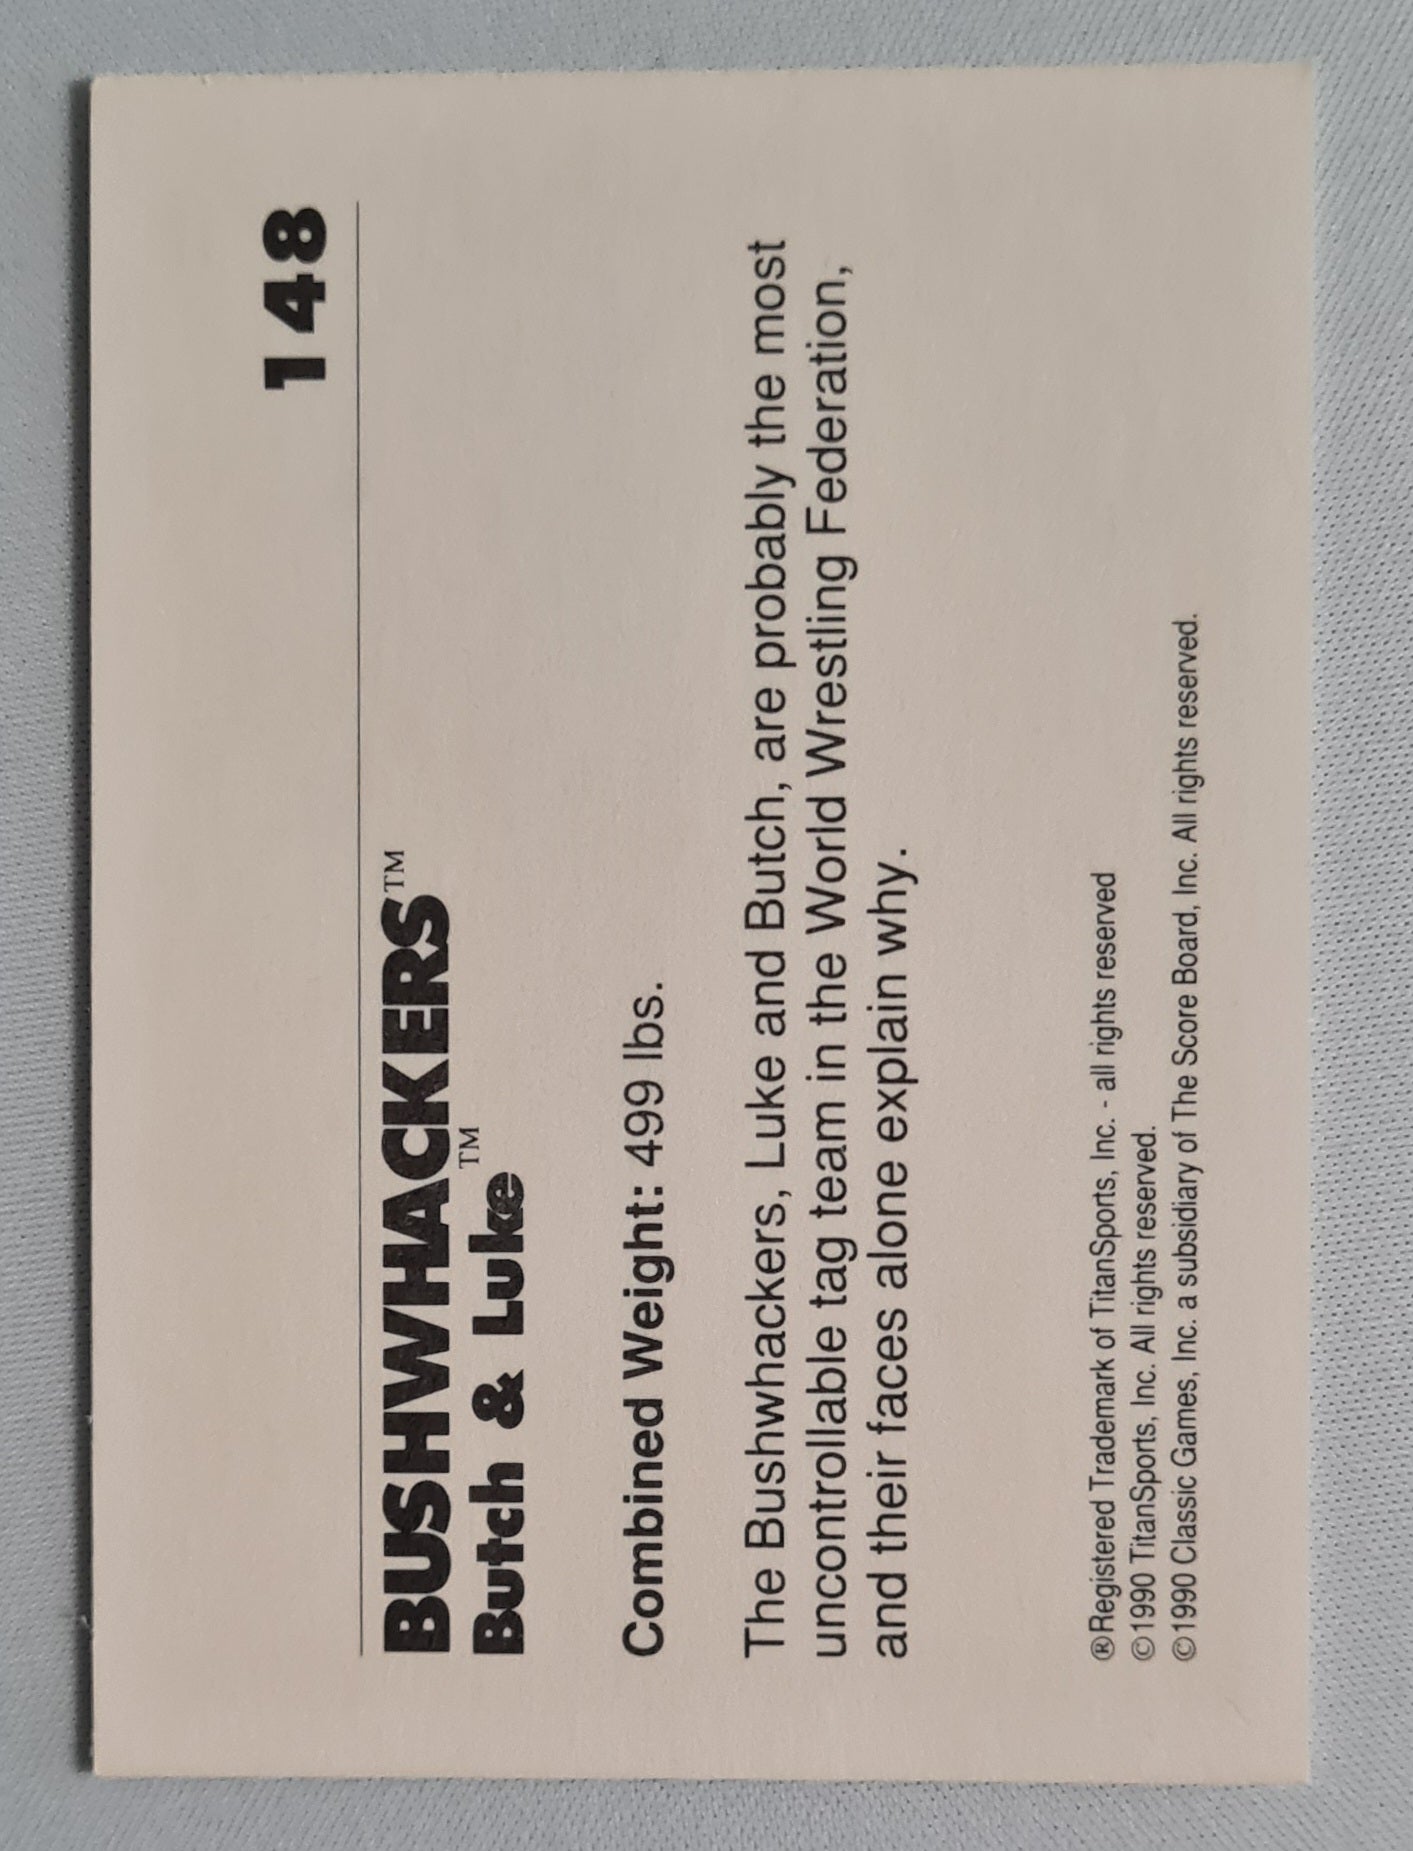 148
BUSHWHACKERS™
Butch & Luke™
Combined Weight: 499 lbs.
The Bushwhackers, Luke and Butch, are probably the most
uncontrollable tag team in the World Wrestling Federation,
and their faces alone explain why.
®Registered Trademark of TitanSports, Inc. - all rights reserved
©1990 TitanSports, Inc. All rights reserved.
©1990 Classic Games, Inc. a subsidiary of The Score Board, Inc. All rights reserved.